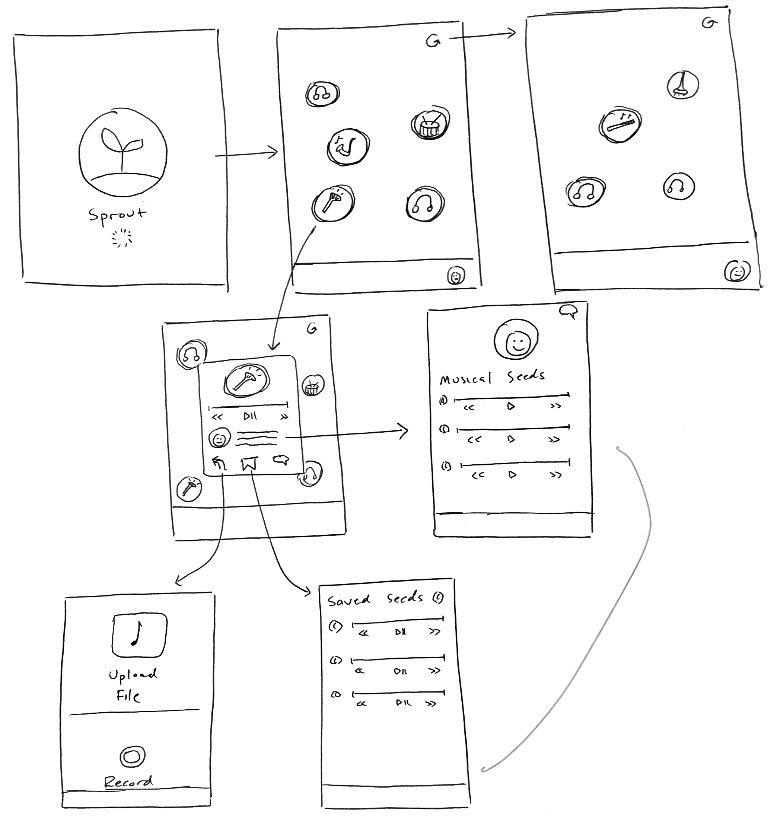 Sprout
Musical Seeds
Upload
File
Record
Saved Seeds